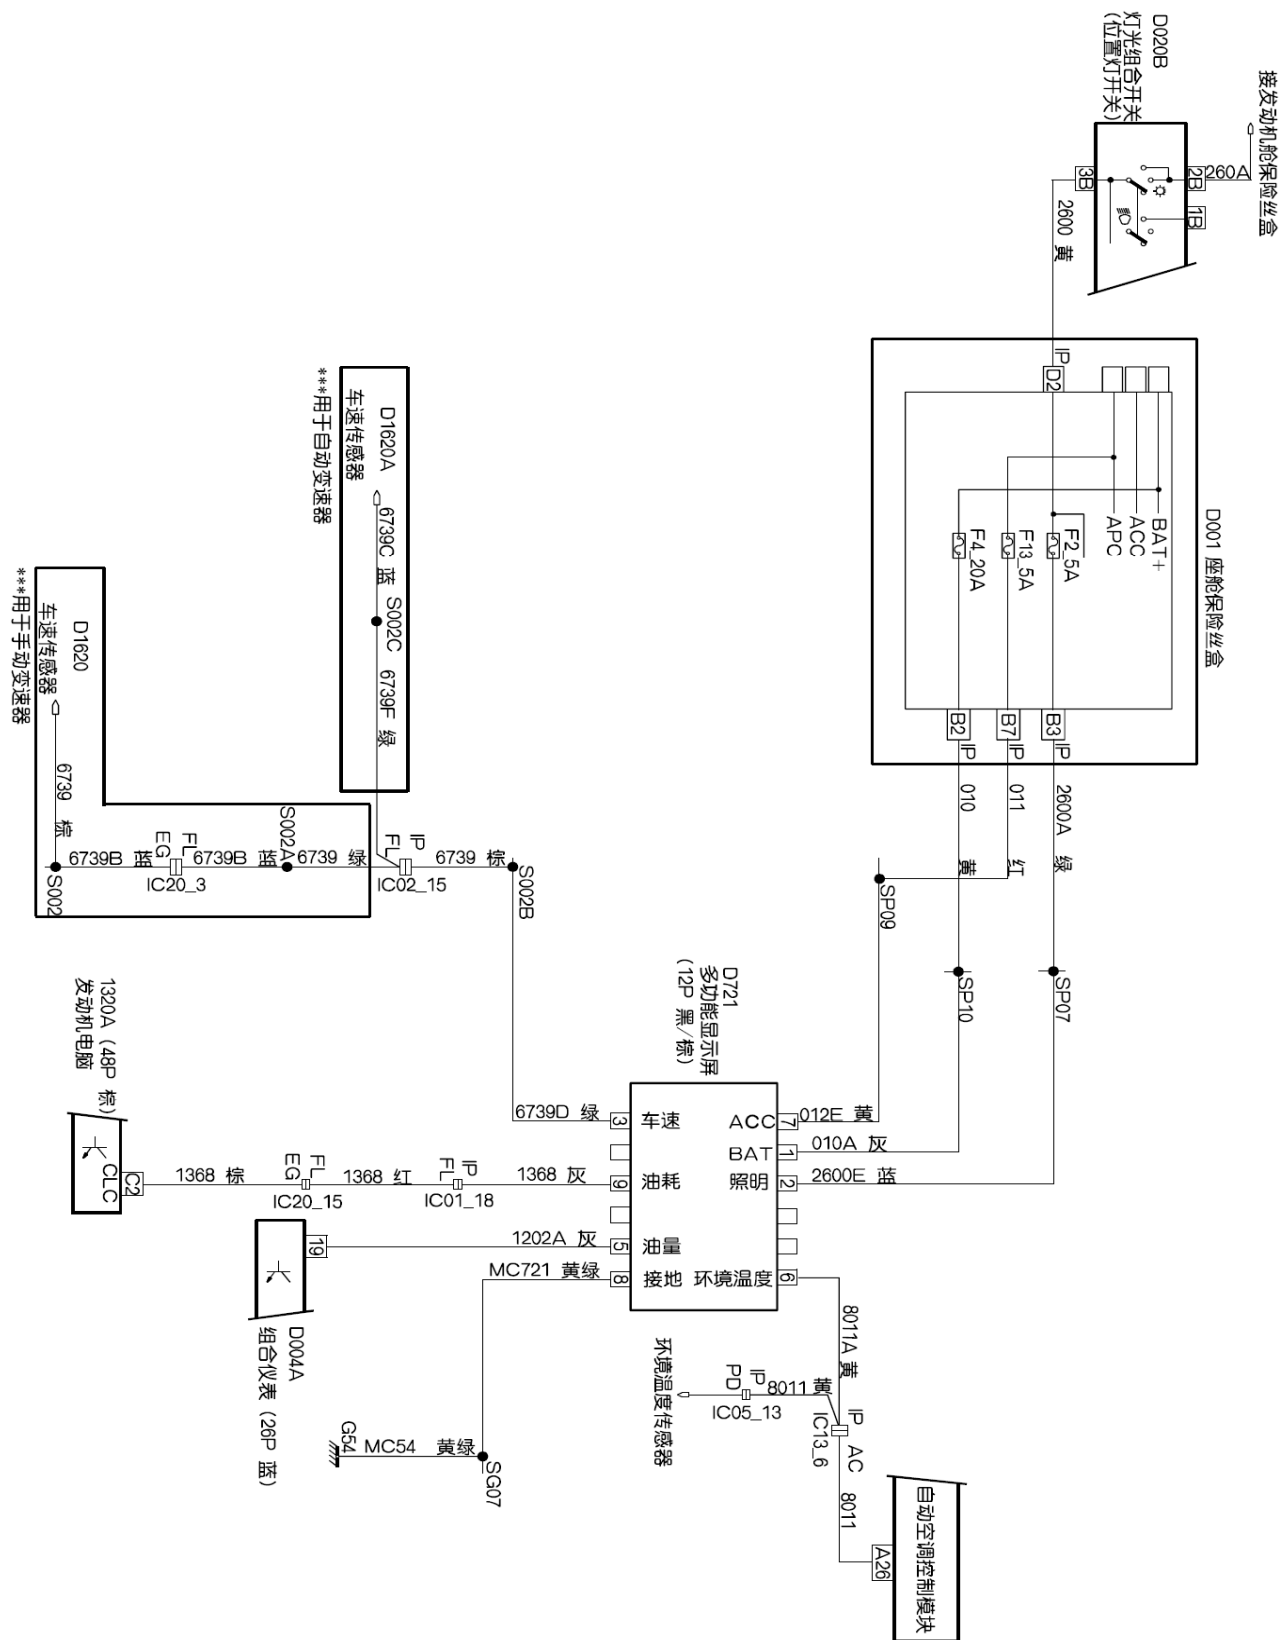 接发动机舱保险丝盒
D020B
灯光组合开关
(位置灯开关)
3B
2B
260A
1B
2600 黄
IP
D2
BAT+
ACC
APC
F2_5A
F13_5A
F4_20A
D001 座舱保险丝盒
B2
IP
B7
IP
B3
IP
010
黄
011
红
2600A 绿
SP09
SP10
SP07
D1620A
车速传感器
***用于自动变速器
6739C 蓝
S002C
6739F 绿
D1620
车速传感器
***用于手动变速器
6739 棕
S002
6739B 蓝
FL
EG
IC20_3
6739B 蓝
S002A
6739 绿
IP
FL
IC02_15
6739 棕
S002B
D721
多功能显示屏
(12P 黑/棕)
6739D 绿
3
车速
ACC
7
012E 黄
BAT
1
010A 灰
9
油耗
照明
2
2600E 蓝
5
油量
8
接地
环境温度
6
1320A (48P 棕)
发动机电脑
CLC
C2
1368 棕
FL
EG
IC20_15
1368 红
IP
FL
IC01_18
1368 灰
19
1202A 灰
D004A
组合仪表 (26P 蓝)
MC721 黄绿
G54
MC54 黄绿
SG07
8011A 黄
环境温度传感器
IP
PD
IC05_13
8011 黄
IP
AC
IC13_6
8011
A26
自动空调控制模块